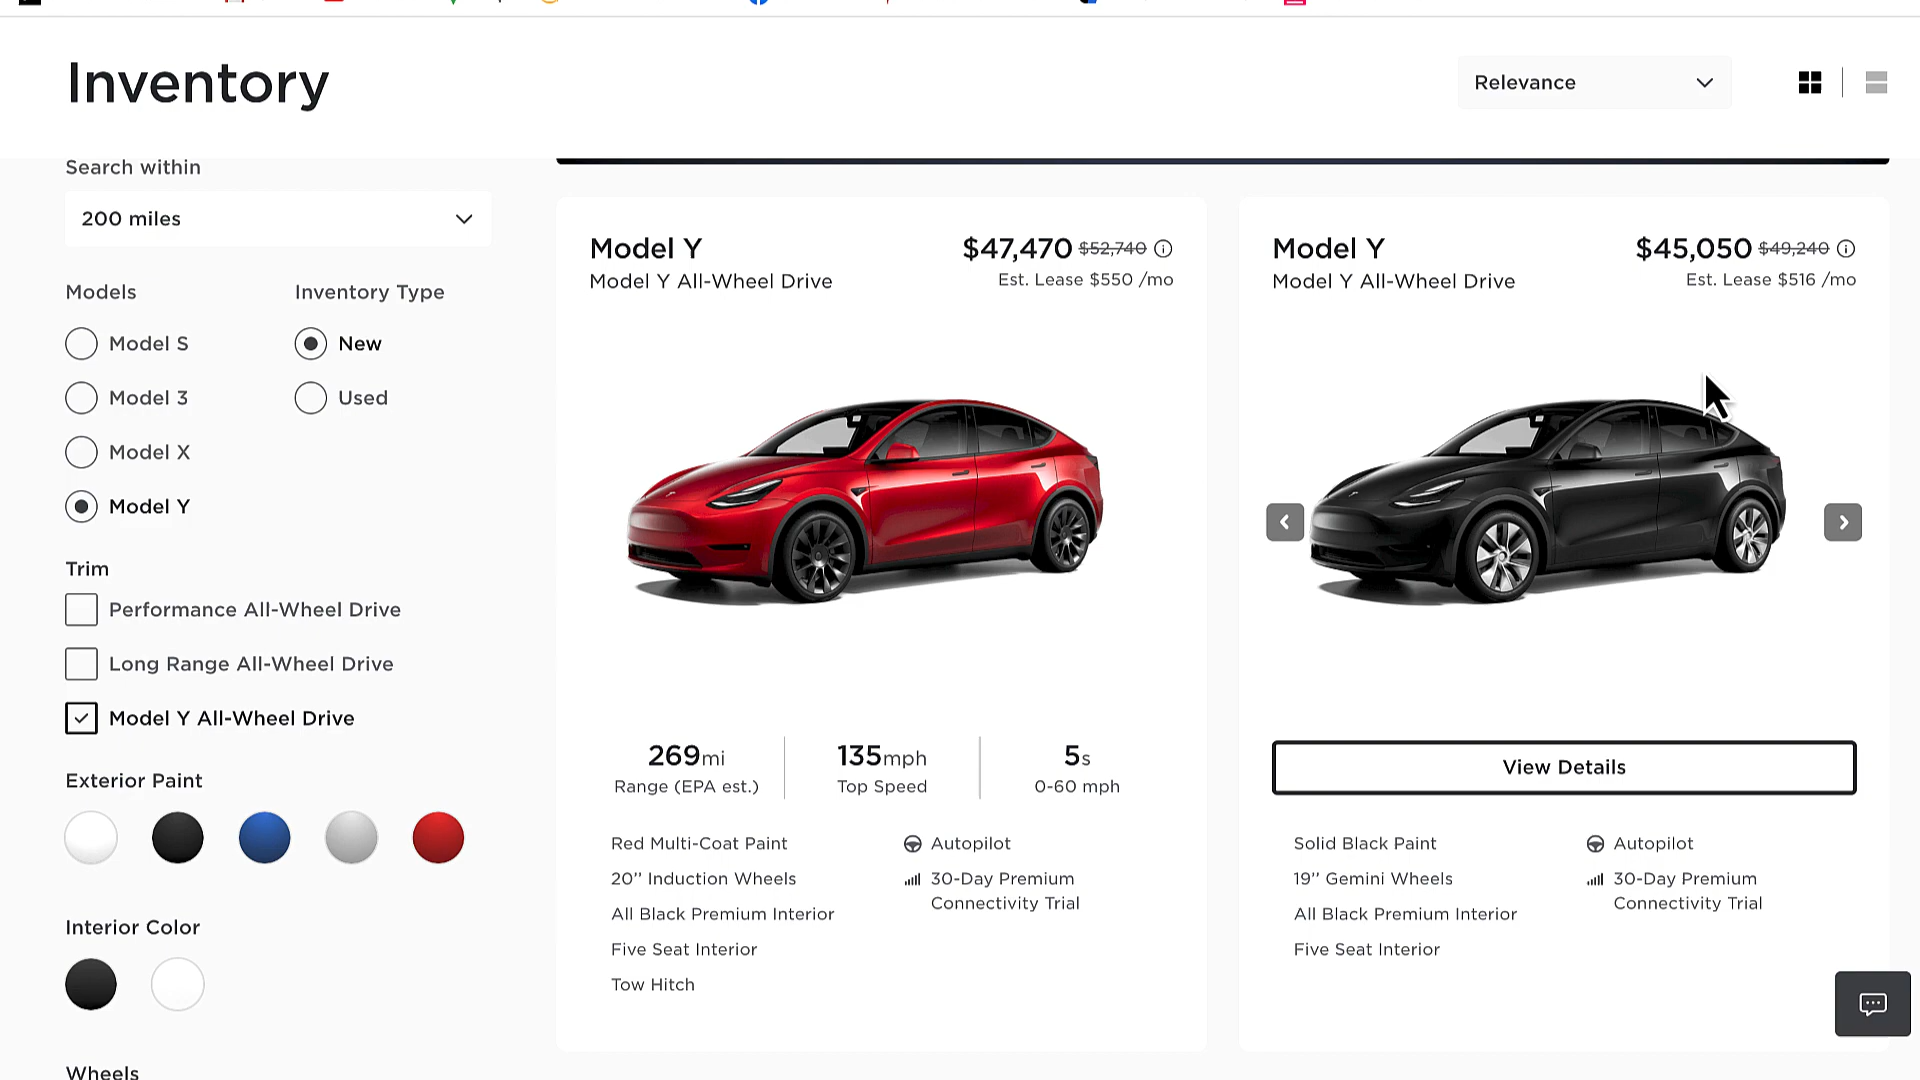 Inventory
Relevance
Search within
200 miles
Models
Inventory Type
Model S
New
Model 3
Used
Model X
Model Y
Trim
Performance All-Wheel Drive
Long Range All-Wheel Drive
Model Y All-Wheel Drive
Exterior Paint
Interior Color
Wheels
Model Y
$47,470 $52,740
Model Y All-Wheel Drive
Est. Lease $550 /mo
269mi
Range (EPA est.)
135mph
Top Speed
5s
0-60 mph
Red Multi-Coat Paint
20’’ Induction Wheels
All Black Premium Interior
Five Seat Interior
Tow Hitch
Autopilot
30-Day Premium
Connectivity Trial
Model Y
$45,050 $49,240
Model Y All-Wheel Drive
Est. Lease $516 /mo
View Details
Solid Black Paint
19’’ Gemini Wheels
All Black Premium Interior
Five Seat Interior
Autopilot
30-Day Premium
Connectivity Trial